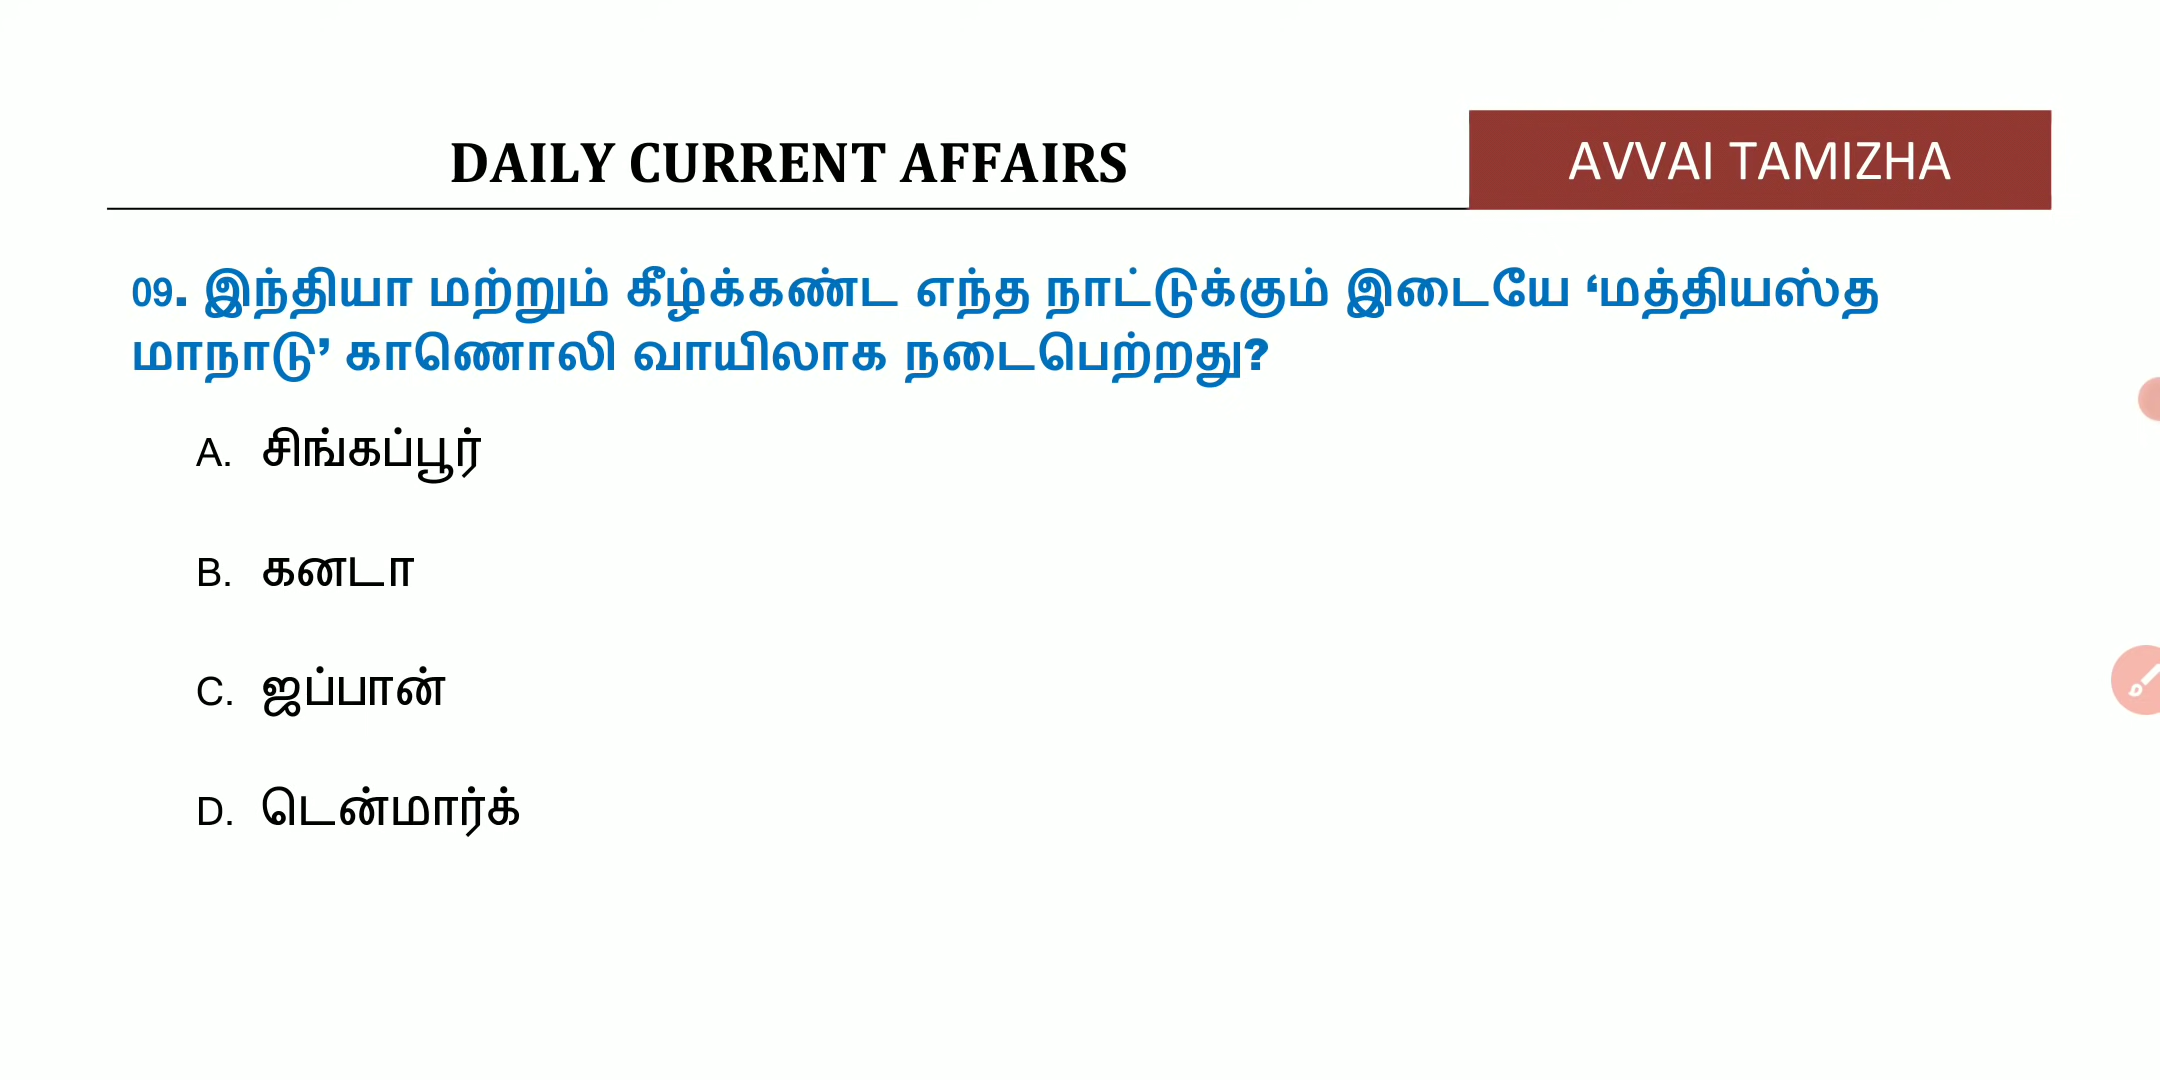 DAILY CURRENT AFFAIRS
AVVAI TAMIZHA
09. இந்தியா மற்றும் கீழ்க்கண்ட எந்த நாட்டுக்கும் இடையே ‘மத்தியஸ்த
மாநாடு’ காணொலி வாயிலாக நடைபெற்றது?
A. சிங்கப்பூர்
B. கனடா
C. ஜப்பான்
D. டென்மார்க்